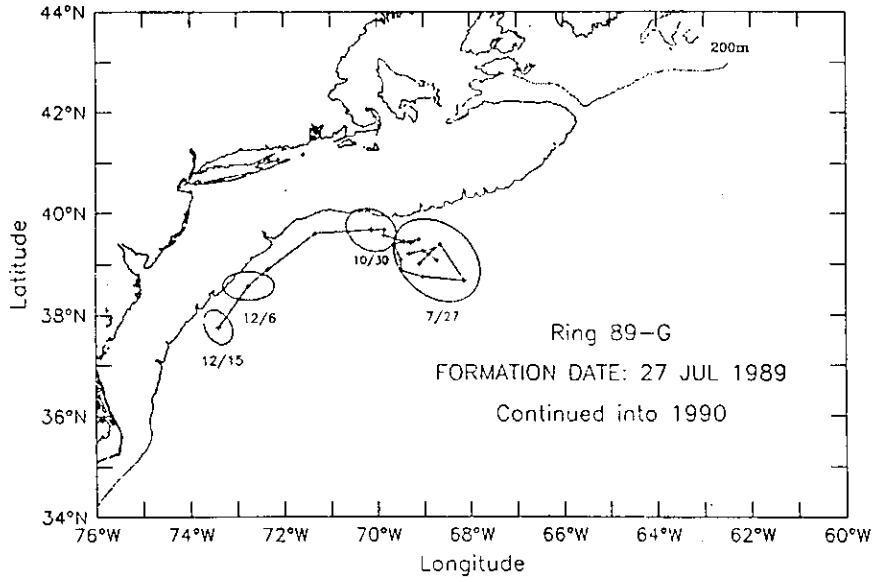 44°N
42°N
40°N
38°N
36°N
34°N
Latitude
200m
10/30
7/27
12/6
12/15
Ring 89-G
FORMATION DATE: 27 JUL 1989
Continued into 1990
76°W 74°W 72°W 70°W 68°W 66°W 64°W 62°W 60°W
Longitude